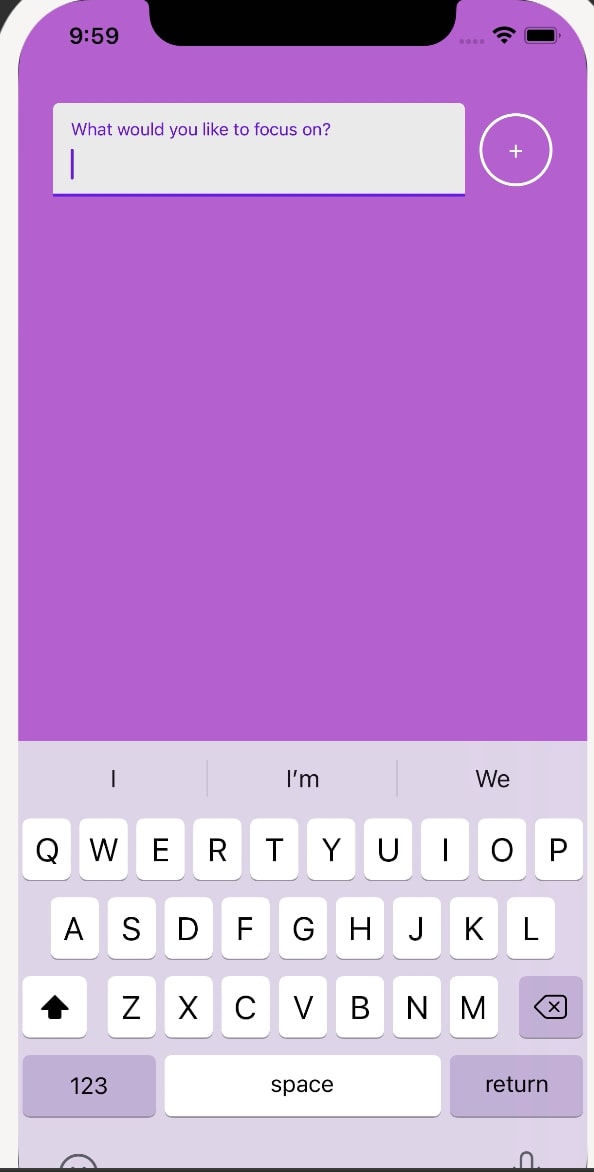 9:59
What would you like to focus on?
+
I
I'm
We
Q W E R T Y U I O P
A S D F G H J K L
Z X C V B N M
123 space return